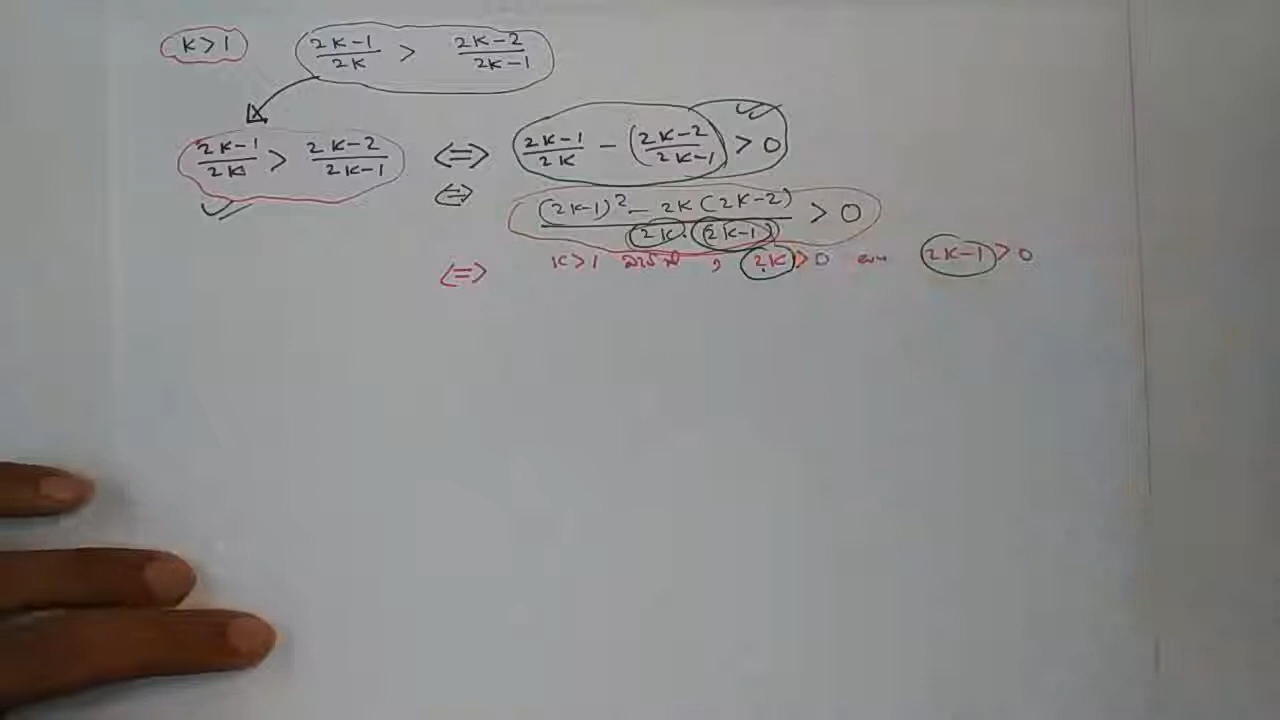 K>1 (2K-1)/(2K) > (2K-2)/(2K-1)
(2K-1)/(2K) > (2K-2)/(2K-1) ⇔ (2K-1)/(2K) - ((2K-2)/(2K-1)) > 0
⇔ ((2K-1)² - 2K(2K-2))/(2K·(2K-1)) > 0
⇔ K>1 , 2K > 0 2K-1 > 0